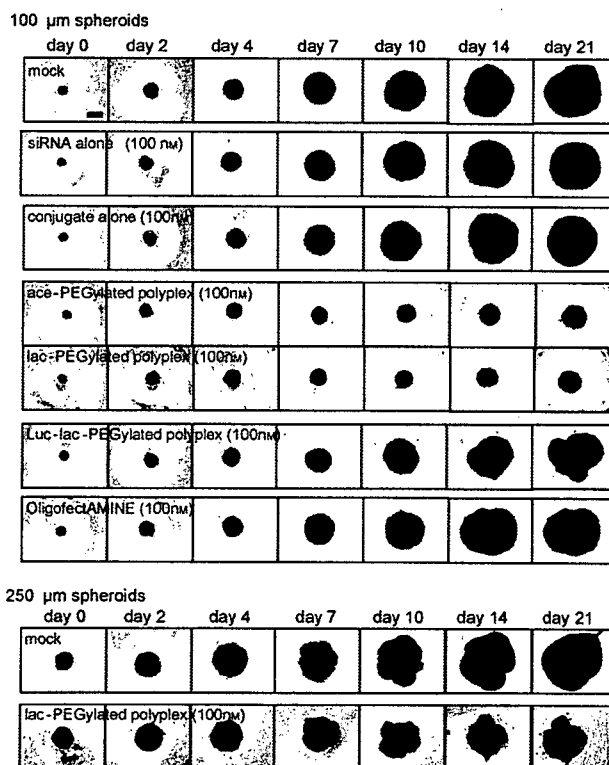 100 µm spheroids
day 0 day 2 day 4 day 7 day 10 day 14 day 21
mock
siRNA alone (100 nM)
conjugate alone (100nM)
ace-PEGylated polyplex (100nM)
lac-PEGylated polyplex (100nM)
Luc-lac-PEGylated polyplex (100nM)
OligofectAMINE (100nM)
250 µm spheroids
day 0 day 2 day 4 day 7 day 10 day 14 day 21
mock
lac-PEGylated polyplex (100nM)